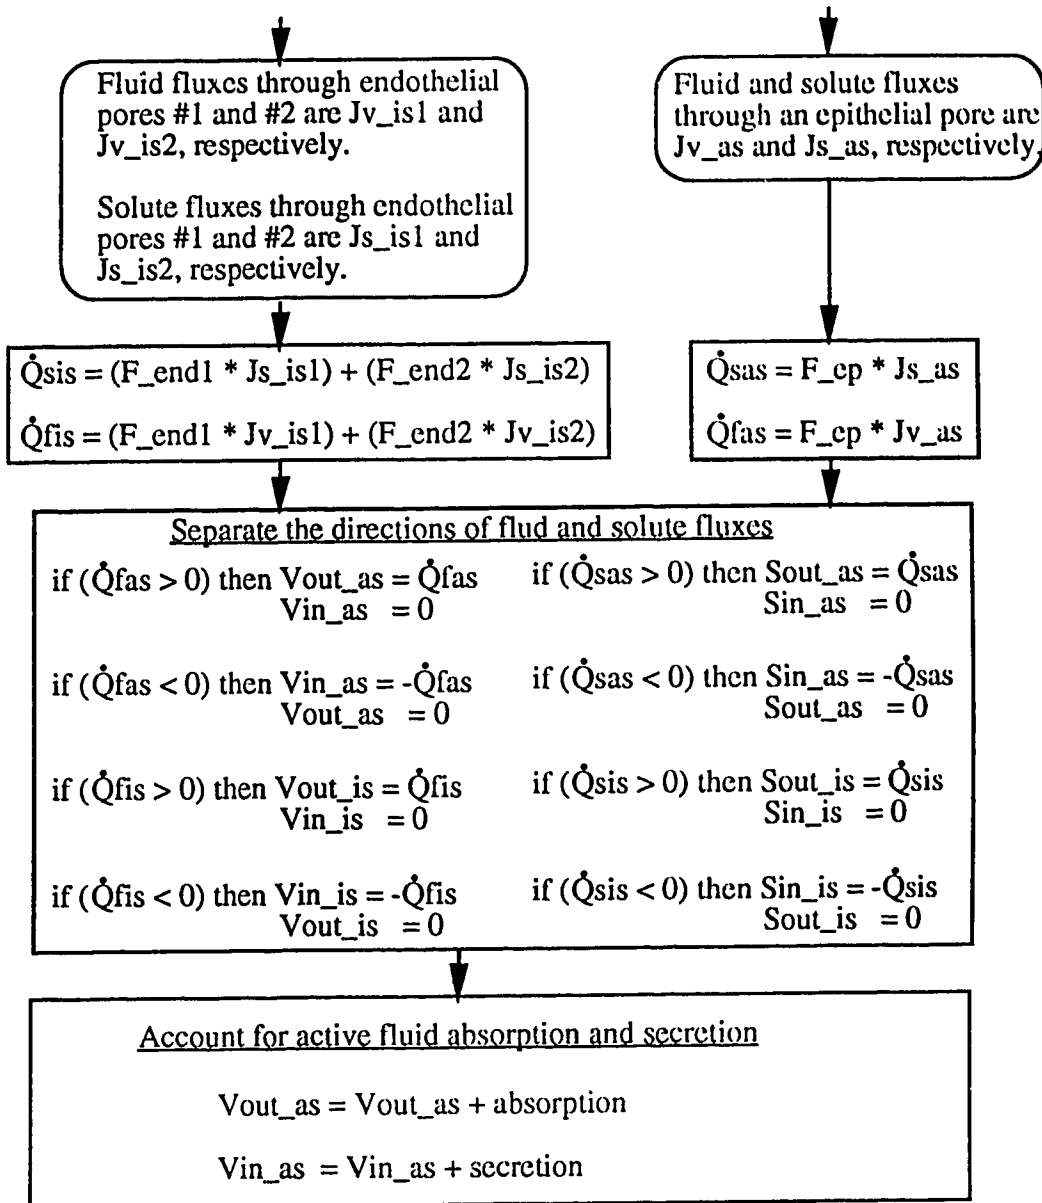 Fluid fluxes through endothelial
pores #1 and #2 are Jv_is1 and
Jv_is2, respectively.
Solute fluxes through endothelial
pores #1 and #2 are Js_is1 and
Js_is2, respectively.
Fluid and solute fluxes
through an epithelial pore are
Jv_as and Js_as, respectively.
Q̇sis = (F_end1 * Js_is1) + (F_end2 * Js_is2)
Q̇fis = (F_end1 * Jv_is1) + (F_end2 * Jv_is2)
Q̇sas = F_ep * Js_as
Q̇fas = F_ep * Jv_as
Separate the directions of flud and solute fluxes
if (Q̇fas > 0) then Vout_as = Q̇fas
Vin_as = 0
if (Q̇sas > 0) then Sout_as = Q̇sas
Sin_as = 0
if (Q̇fas < 0) then Vin_as = -Q̇fas
Vout_as = 0
if (Q̇sas < 0) then Sin_as = -Q̇sas
Sout_as = 0
if (Q̇fis > 0) then Vout_is = Q̇fis
Vin_is = 0
if (Q̇sis > 0) then Sout_is = Q̇sis
Sin_is = 0
if (Q̇fis < 0) then Vin_is = -Q̇fis
Vout_is = 0
if (Q̇sis < 0) then Sin_is = -Q̇sis
Sout_is = 0
Account for active fluid absorption and secretion
Vout_as = Vout_as + absorption
Vin_as = Vin_as + secretion